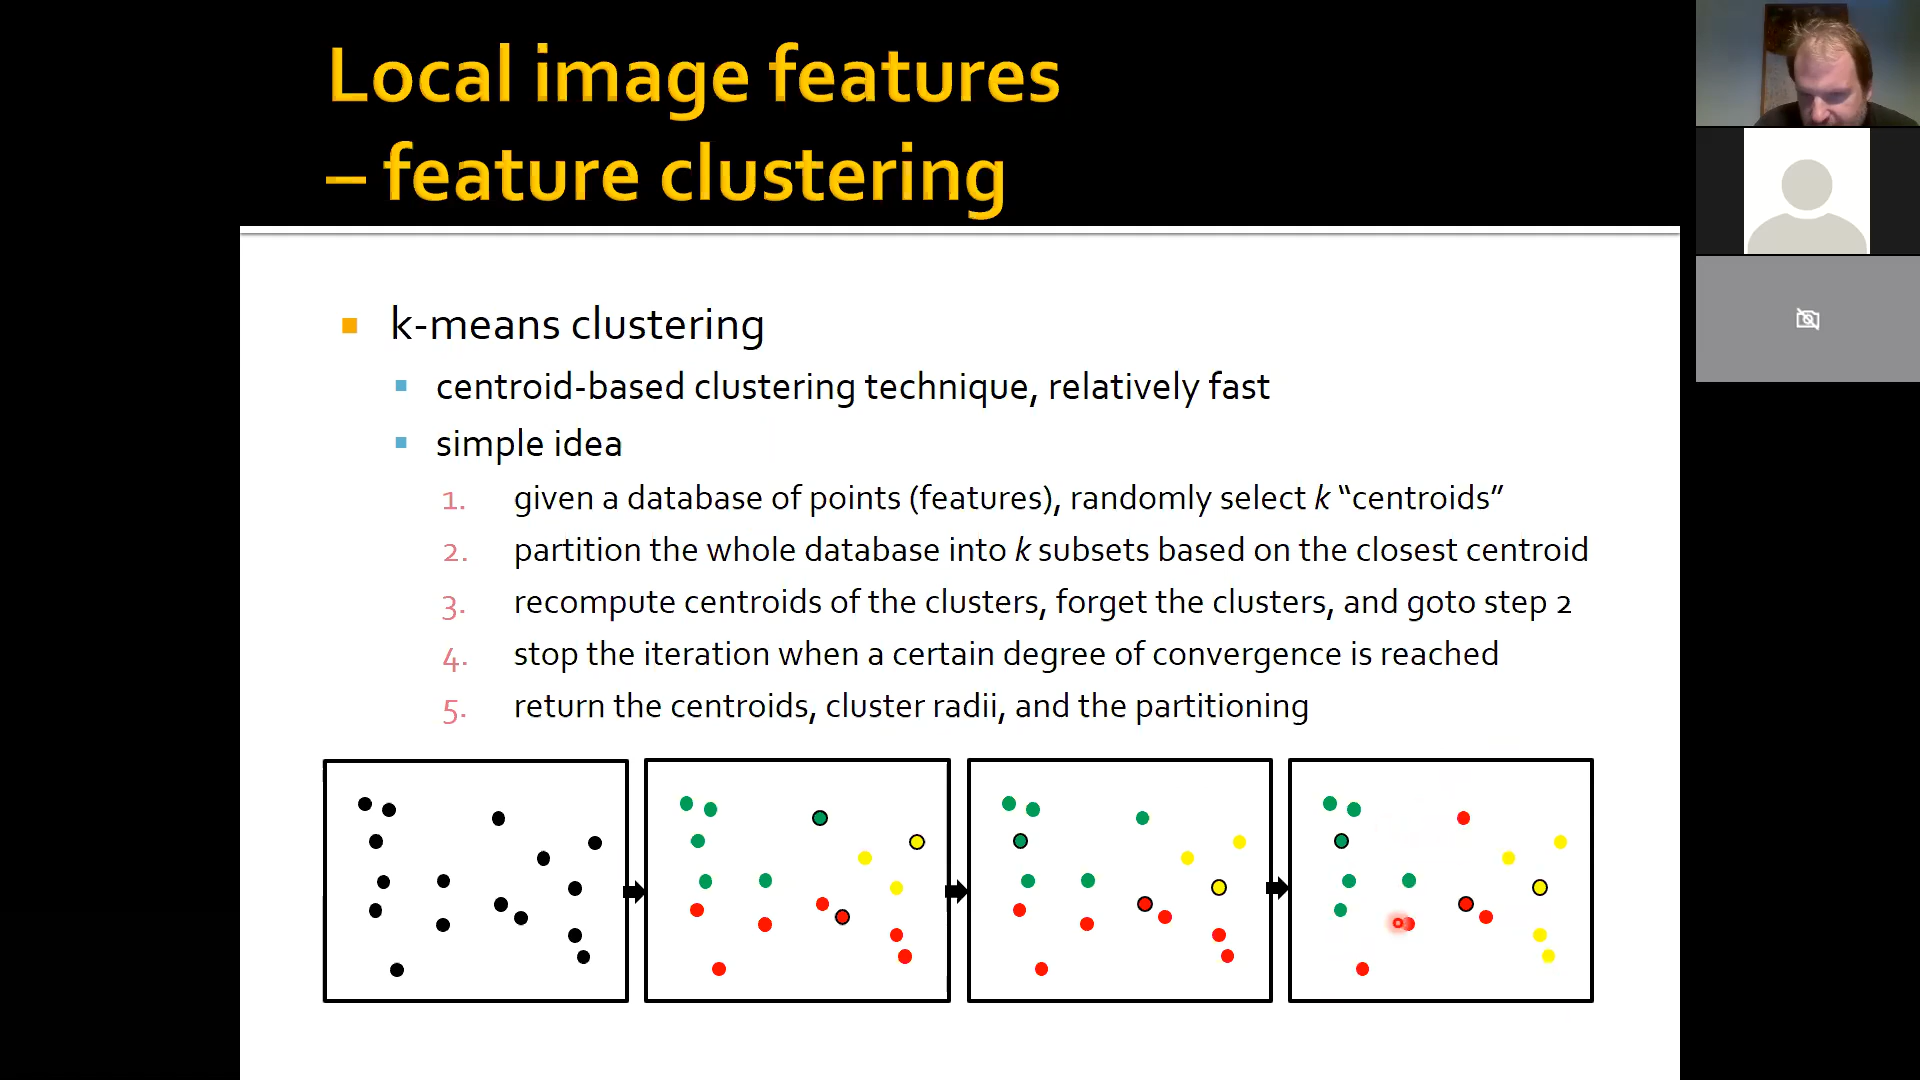 Local image features
– feature clustering
k-means clustering
centroid-based clustering technique, relatively fast
simple idea
1. given a database of points (features), randomly select k “centroids”
2. partition the whole database into k subsets based on the closest centroid
3. recompute centroids of the clusters, forget the clusters, and goto step 2
4. stop the iteration when a certain degree of convergence is reached
5. return the centroids, cluster radii, and the partitioning